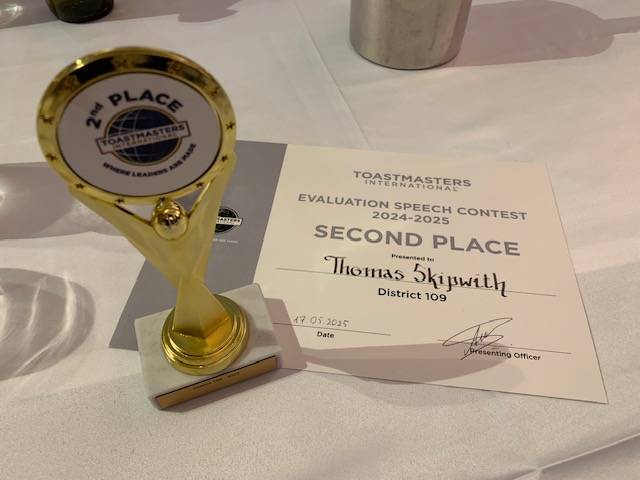 2nd PLACE
TOASTMASTERS
INTERNATIONAL
WHERE LEADERS ARE MADE
TOASTMASTERS
INTERNATIONAL
EVALUATION SPEECH CONTEST
2024-2025
SECOND PLACE
Presented to
Thomas Skipwith
District 109
17.05.2025
Date
Presenting Officer